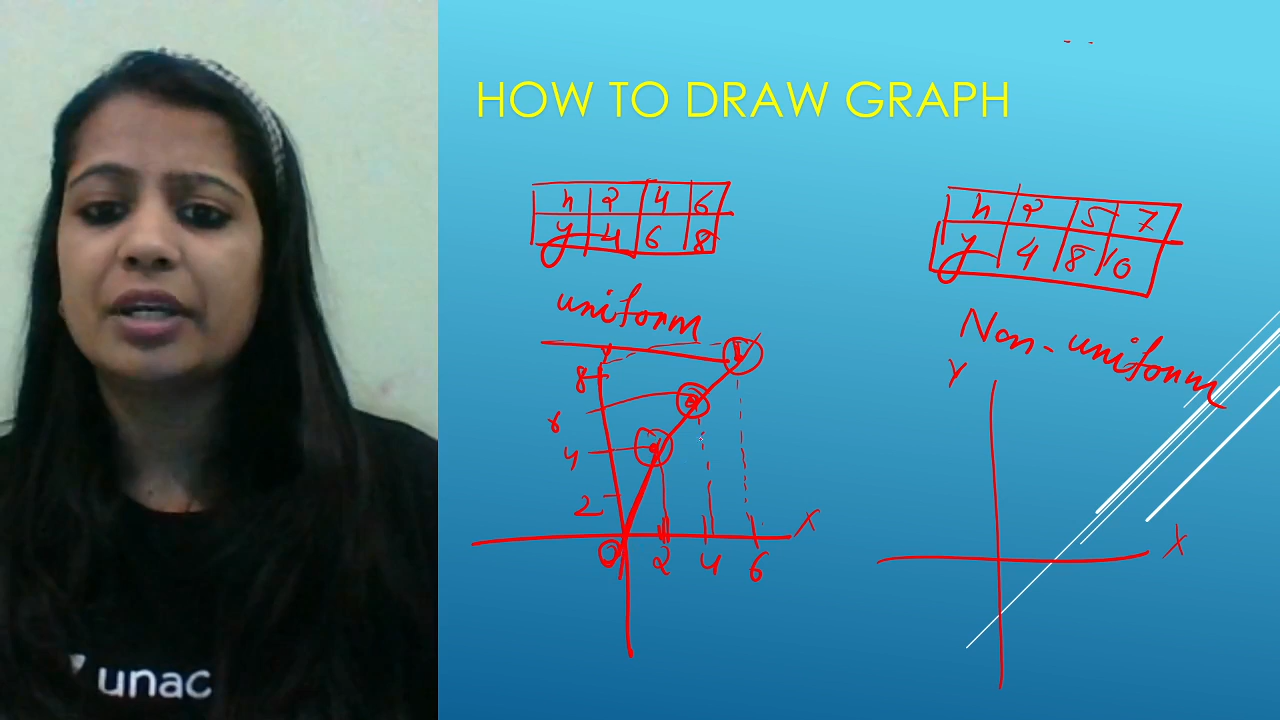 HOW TO DRAW GRAPH
x 2 4 6
y 4 6 8
uniform
Y
8
6
4
2
O 2 4 6 X
x 2 5 7
y 4 8 10
Non-uniform
Y
X
unac